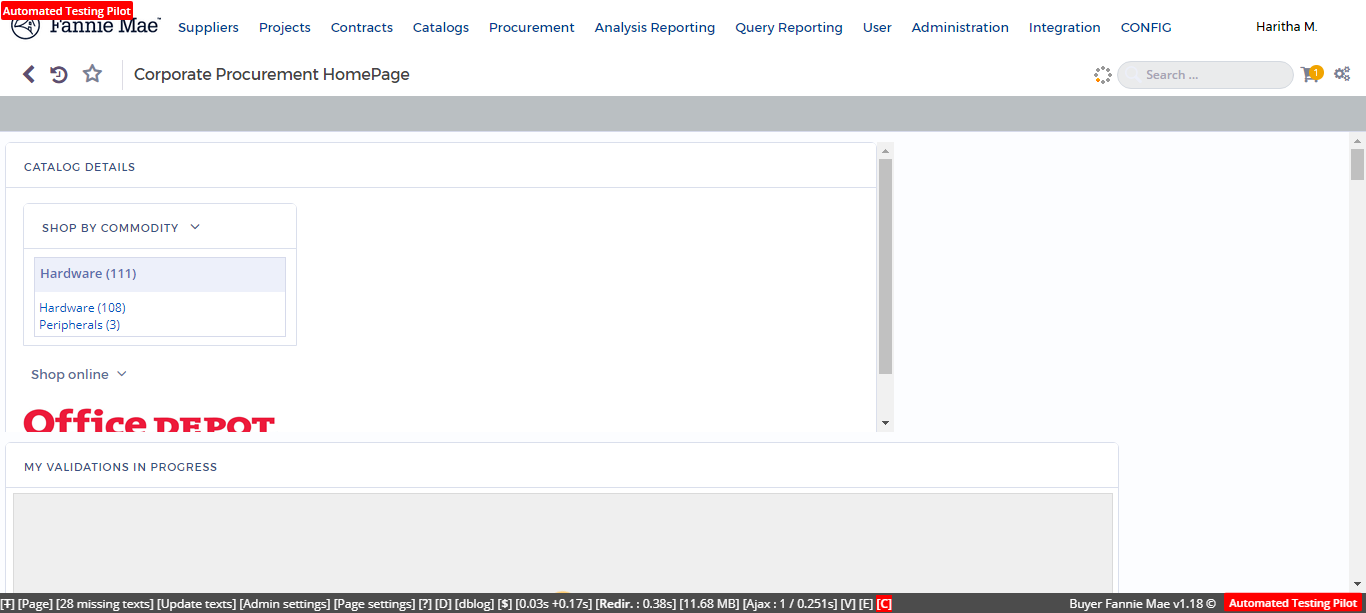 Automated Testing Pilot
Fannie Mae
Suppliers Projects Contracts Catalogs Procurement Analysis Reporting Query Reporting User Administration Integration CONFIG Haritha M.
Corporate Procurement HomePage Search ... 1
CATALOG DETAILS
SHOP BY COMMODITY
Hardware (111)
Hardware (108)
Peripherals (3)
Shop online
Office DEPOT
MY VALIDATIONS IN PROGRESS
[T] [Page] [28 missing texts] [Update texts] [Admin settings] [Page settings] [?] [D] [dblog] [$] [0.03s +0.17s] [Redir. : 0.38s] [11.68 MB] [Ajax : 1 / 0.251s] [V] [E] [C] Buyer Fannie Mae v1.18 © Automated Testing Pilot